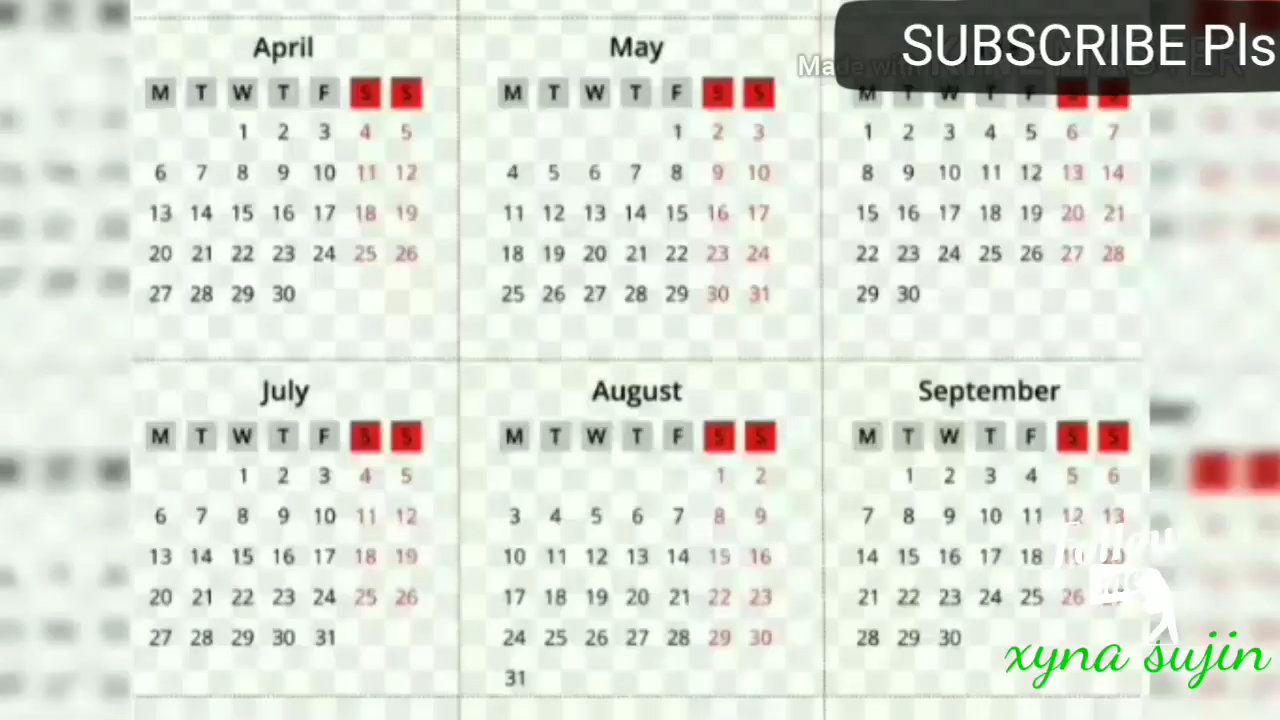 SUBSCRIBE Pls
Made with
April May
M T W T F S S M T W T F S S M T W T F S S
1 2 3 4 5 1 2 3 1 2 3 4 5 6 7
6 7 8 9 10 11 12 4 5 6 7 8 9 10 8 9 10 11 12 13 14
13 14 15 16 17 18 19 11 12 13 14 15 16 17 15 16 17 18 19 20 21
20 21 22 23 24 25 26 18 19 20 21 22 23 24 22 23 24 25 26 27 28
27 28 29 30 25 26 27 28 29 30 31 29 30
July August September
M T W T F S S M T W T F S S M T W T F S S
1 2 3 4 5 1 2 1 2 3 4 5 6
6 7 8 9 10 11 12 3 4 5 6 7 8 9 7 8 9 10 11 12 13
13 14 15 16 17 18 19 10 11 12 13 14 15 16 14 15 16 17 18
20 21 22 23 24 25 26 17 18 19 20 21 22 23 21 22 23 24 25 26
27 28 29 30 31 24 25 26 27 28 29 30 28 29 30
31
Follow
me
xyna sujin